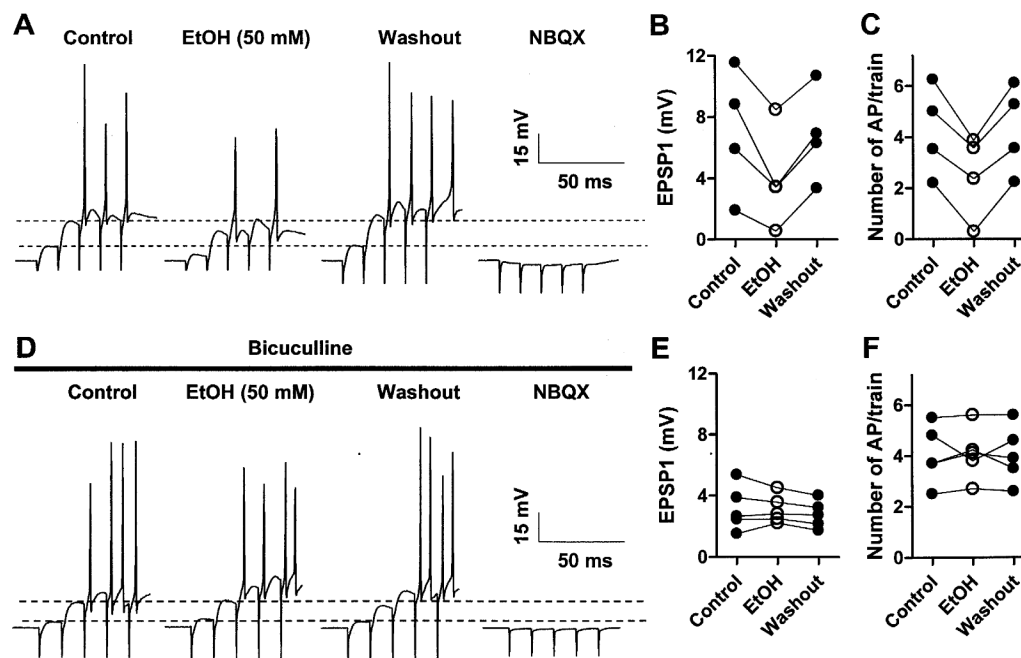 A
Control
EtOH (50 mM)
Washout
NBQX
15 mV
50 ms
B
EPSP1 (mV)
12
8
4
0
Control
EtOH
Washout
C
Number of AP/train
6
4
2
0
Control
EtOH
Washout
D
Bicuculline
Control
EtOH (50 mM)
Washout
NBQX
15 mV
50 ms
E
EPSP1 (mV)
12
8
4
0
Control
EtOH
Washout
F
Number of AP/train
6
4
2
0
Control
EtOH
Washout